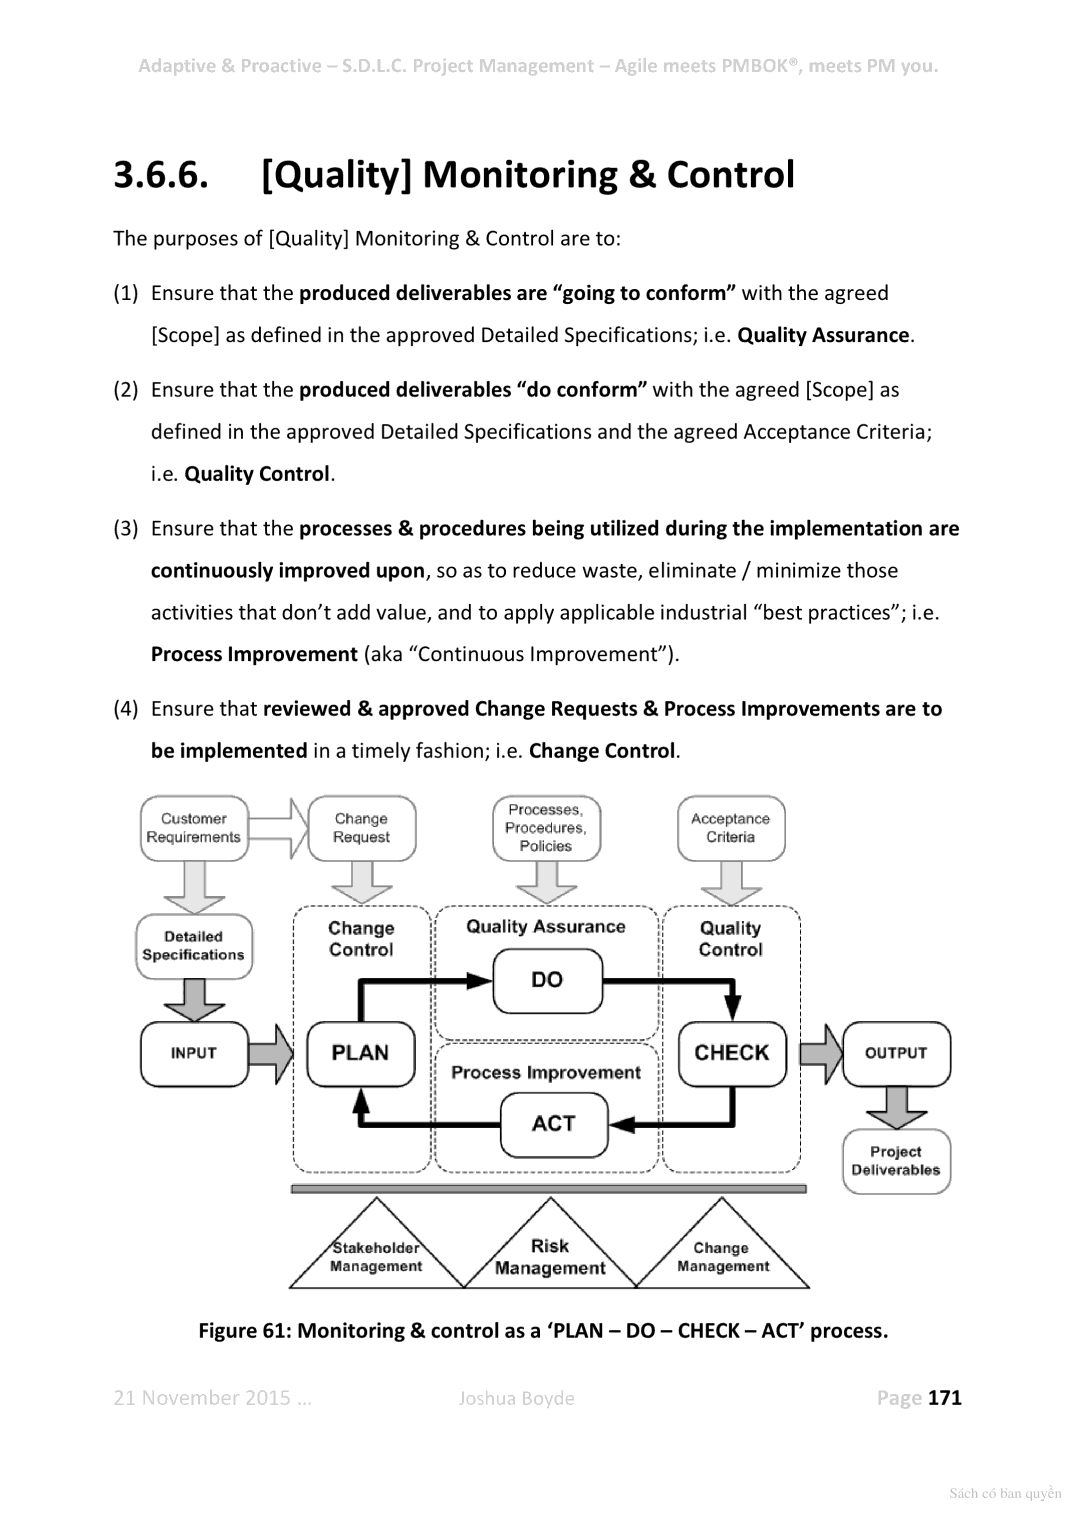 Adaptive & Proactive – S.D.L.C. Project Management – Agile meets PMBOK®, meets PM you.
3.6.6. [Quality] Monitoring & Control
The purposes of [Quality] Monitoring & Control are to:
(1) Ensure that the produced deliverables are “going to conform” with the agreed
[Scope] as defined in the approved Detailed Specifications; i.e. Quality Assurance.
(2) Ensure that the produced deliverables “do conform” with the agreed [Scope] as
defined in the approved Detailed Specifications and the agreed Acceptance Criteria;
i.e. Quality Control.
(3) Ensure that the processes & procedures being utilized during the implementation are
continuously improved upon, so as to reduce waste, eliminate / minimize those
activities that don’t add value, and to apply applicable industrial “best practices”; i.e.
Process Improvement (aka “Continuous Improvement”).
(4) Ensure that reviewed & approved Change Requests & Process Improvements are to
be implemented in a timely fashion; i.e. Change Control.
Customer
Requirements
Change
Request
Processes,
Procedures,
Policies
Acceptance
Criteria
Detailed
Specifications
Change
Control
Quality Assurance
Quality
Control
DO
INPUT
PLAN
CHECK
OUTPUT
Process Improvement
ACT
Project
Deliverables
Stakeholder
Management
Risk
Management
Change
Management
Figure 61: Monitoring & control as a ‘PLAN – DO – CHECK – ACT’ process.
21 November 2015 ... Joshua Boyde Page 171
Sách có bản quyền